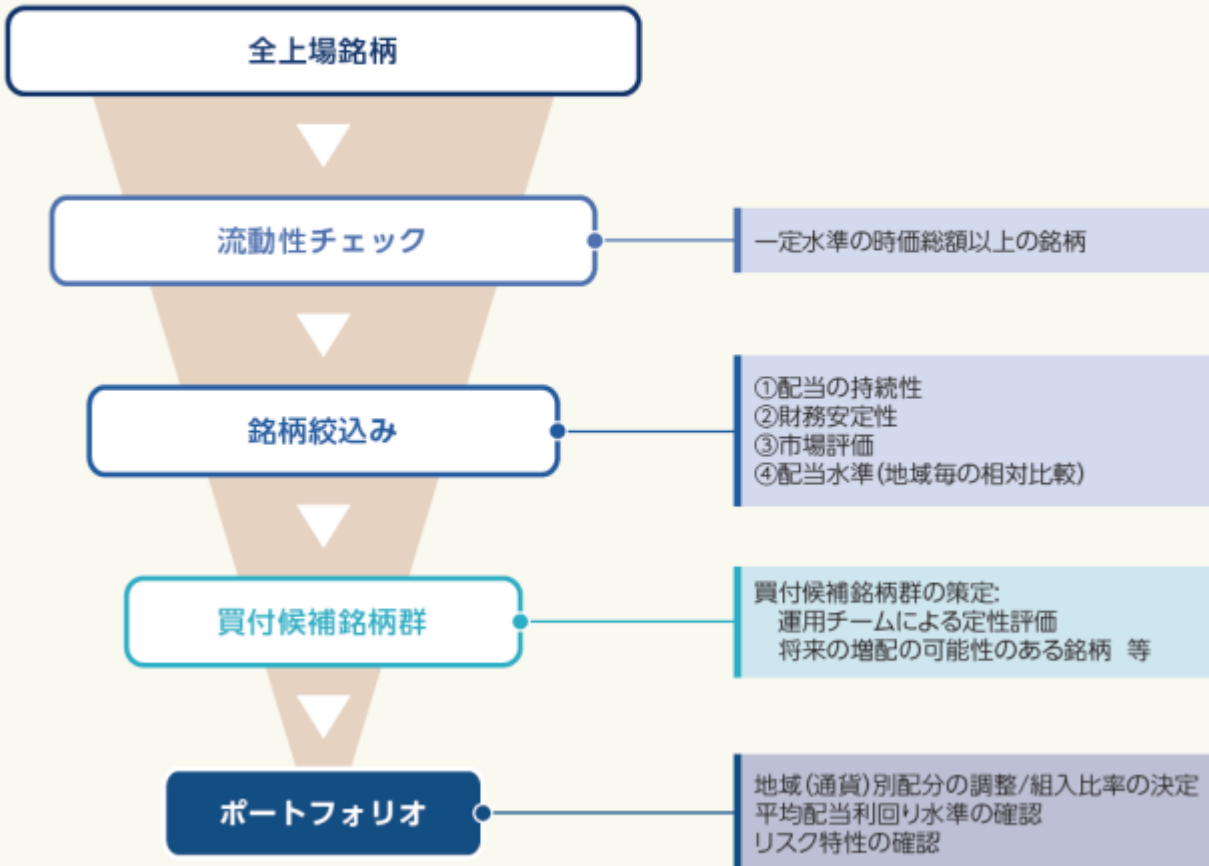 全上場銘柄
流動性チェック
一定水準の時価総額以上の銘柄
銘柄絞込み
①配当の持続性
②財務安定性
③市場評価
④配当水準(地域毎の相対比較)
買付候補銘柄群
買付候補銘柄群の策定:
運用チームによる定性評価
将来の増配の可能性のある銘柄 等
ポートフォリオ
地域(通貨)別配分の調整/組入比率の決定
平均配当利回り水準の確認
リスク特性の確認